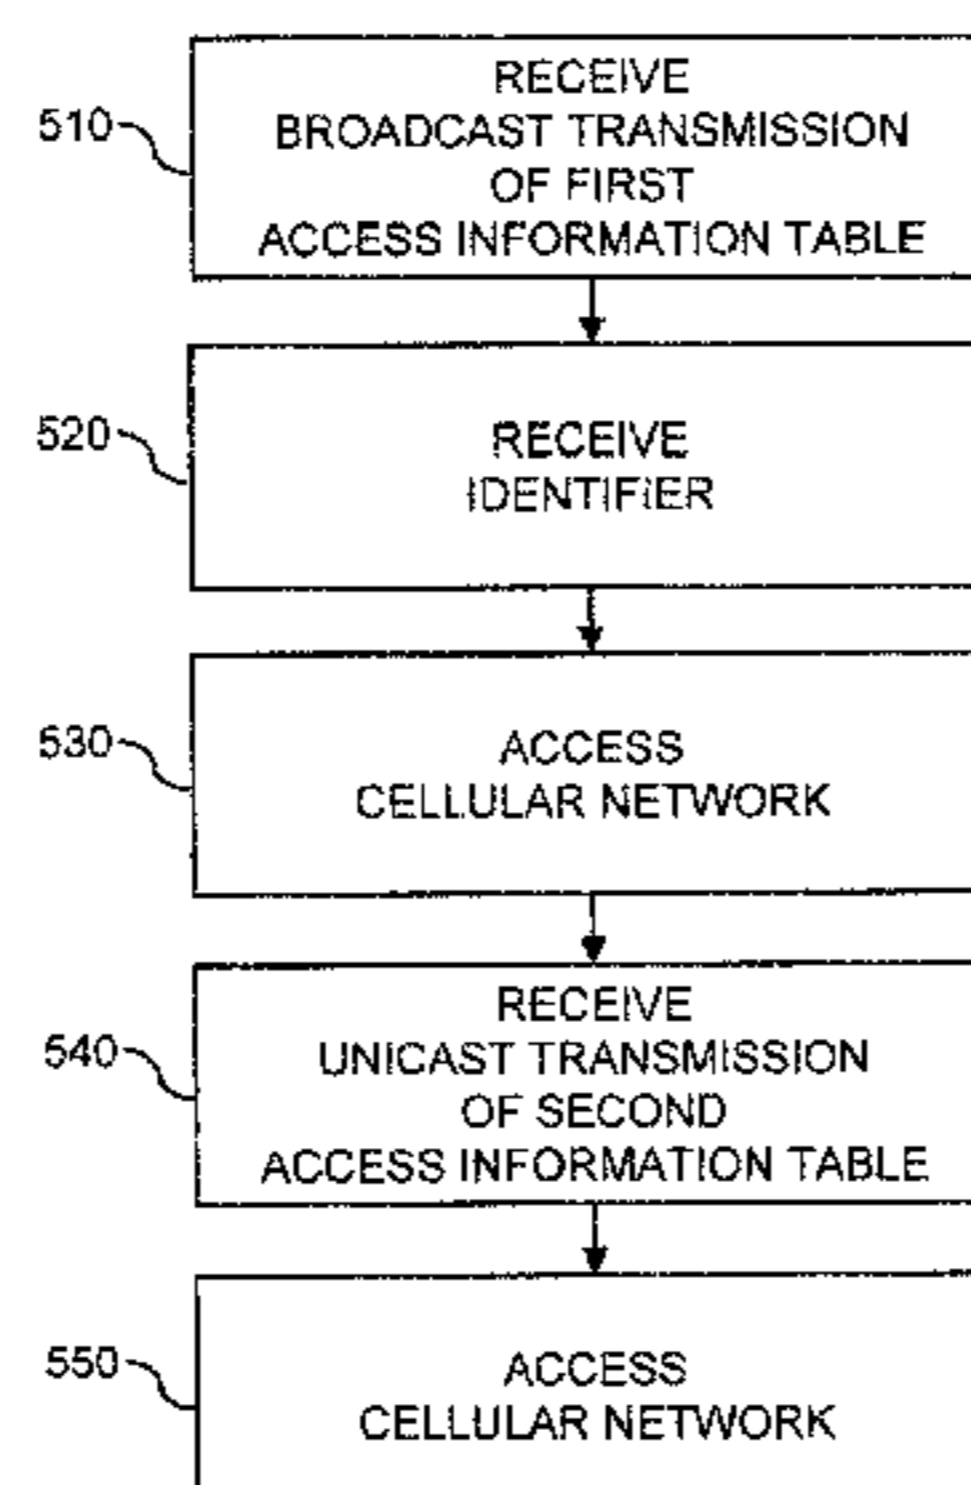 510
RECEIVE
BROADCAST TRANSMISSION
OF FIRST
ACCESS INFORMATION TABLE
520
RECEIVE
IDENTIFIER
530
ACCESS
CELLULAR NETWORK
540
RECEIVE
UNICAST TRANSMISSION
OF SECOND
ACCESS INFORMATION TABLE
550
ACCESS
CELLULAR NETWORK